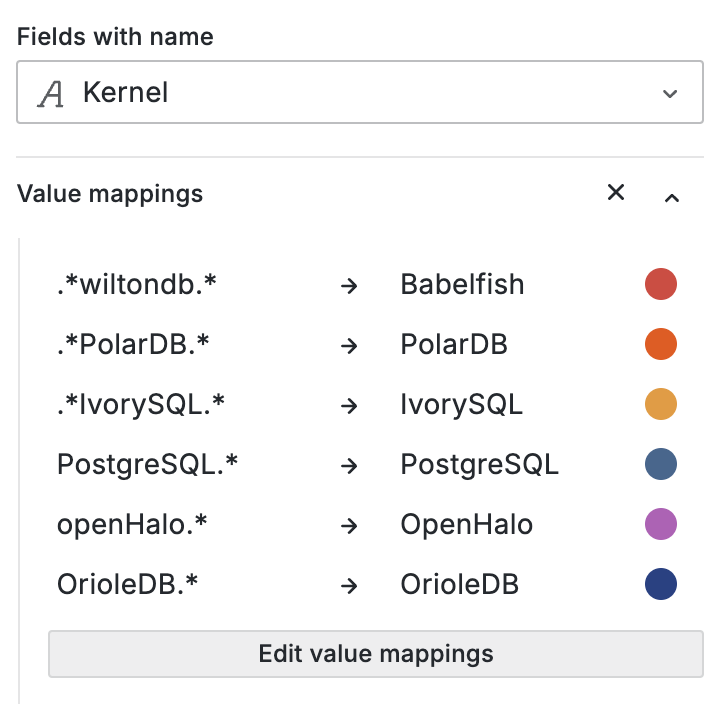 Fields with name
Kernel
Value mappings
.*wiltondb.* → Babelfish
.*PolarDB.* → PolarDB
.*IvorySQL.* → IvorySQL
PostgreSQL.* → PostgreSQL
openHalo.* → OpenHalo
OrioleDB.* → OrioleDB
Edit value mappings